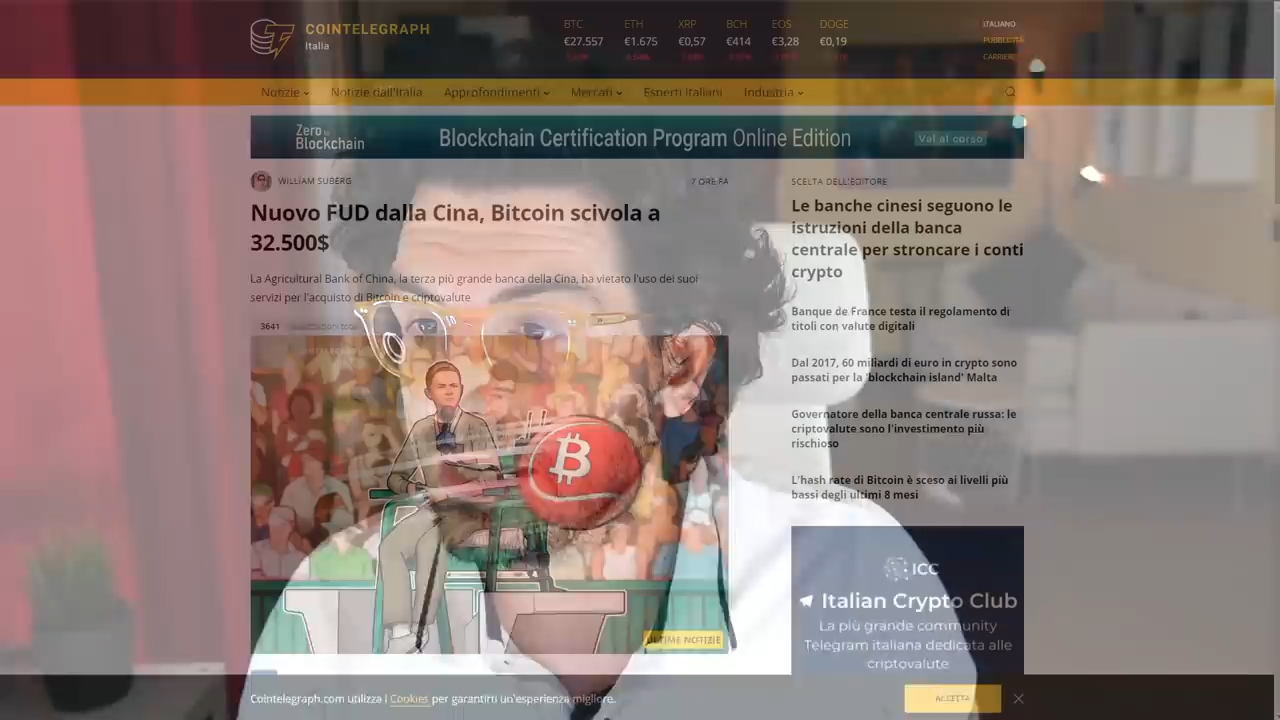 COINTELEGRAPH
Italia
BTC ETH XRP BCH EOS DOGE
€27.557 €1.675 €0,57 €414 €3,28 €0,19
ITALIANO
PUBBLICITÀ
CARRIERE
Notizie Notizie dall'Italia Approfondimenti Mercati Esperti Italiani Industria
Zero to
Blockchain
Blockchain Certification Program Online Edition
Vai al corso
WILLIAM SUBERG
7 ORE FA
Nuovo FUD dalla Cina, Bitcoin scivola a
32.500$
La Agricultural Bank of China, la terza più grande banca della Cina, ha vietato l'uso dei suoi
servizi per l'acquisto di Bitcoin e criptovalute
3641
ULTIME NOTIZIE
SCELTA DELL'EDITORE
Le banche cinesi seguono le
istruzioni della banca
centrale per stroncare i conti
crypto
Banque de France testa il regolamento di
titoli con valute digitali
Dal 2017, 60 miliardi di euro in crypto sono
passati per la 'blockchain island' Malta
Governatore della banca centrale russa: le
criptovalute sono l'investimento più
rischioso
L'hash rate di Bitcoin è sceso ai livelli più
bassi degli ultimi 8 mesi
ICC
Italian Crypto Club
La più grande community
Telegram italiana dedicata alle
criptovalute
Cointelegraph.com utilizza i Cookies per garantirti un'esperienza migliore.
ACCETTA